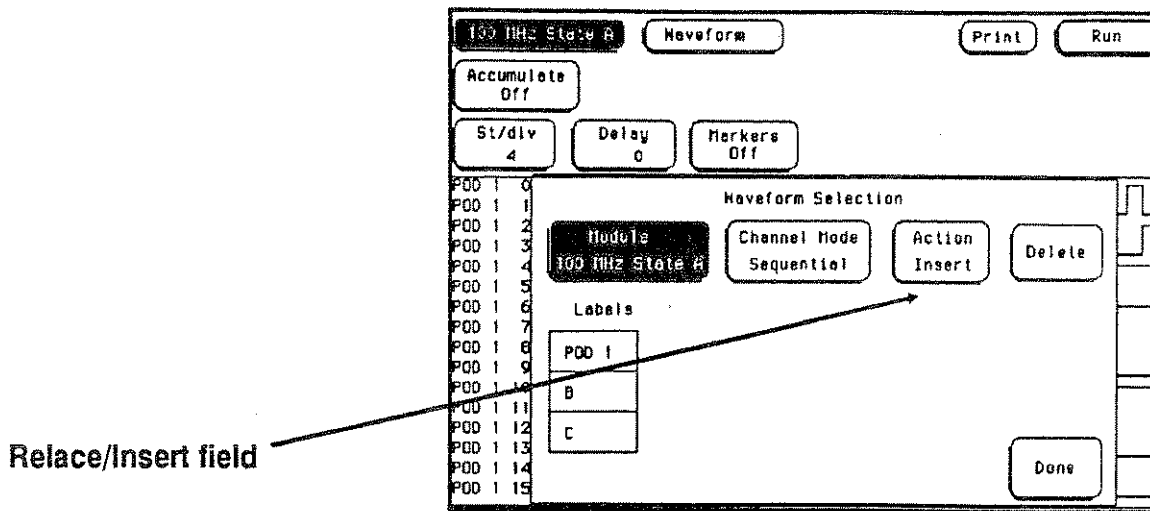 100 MHz State A Waveform Print Run
Accumulate
Off
St/div Delay Markers
4 0 Off
POD 1 0
POD 1 1
POD 1 2
POD 1 3
POD 1 4
POD 1 5
POD 1 6
POD 1 7
POD 1 8
POD 1 9
POD 1 10
POD 1 11
POD 1 12
POD 1 13
POD 1 14
POD 1 15
Waveform Selection
Module Channel Mode Action Delete
100 MHz State A Sequential Insert
Labels
POD 1
B
C
Done
Relace/Insert field